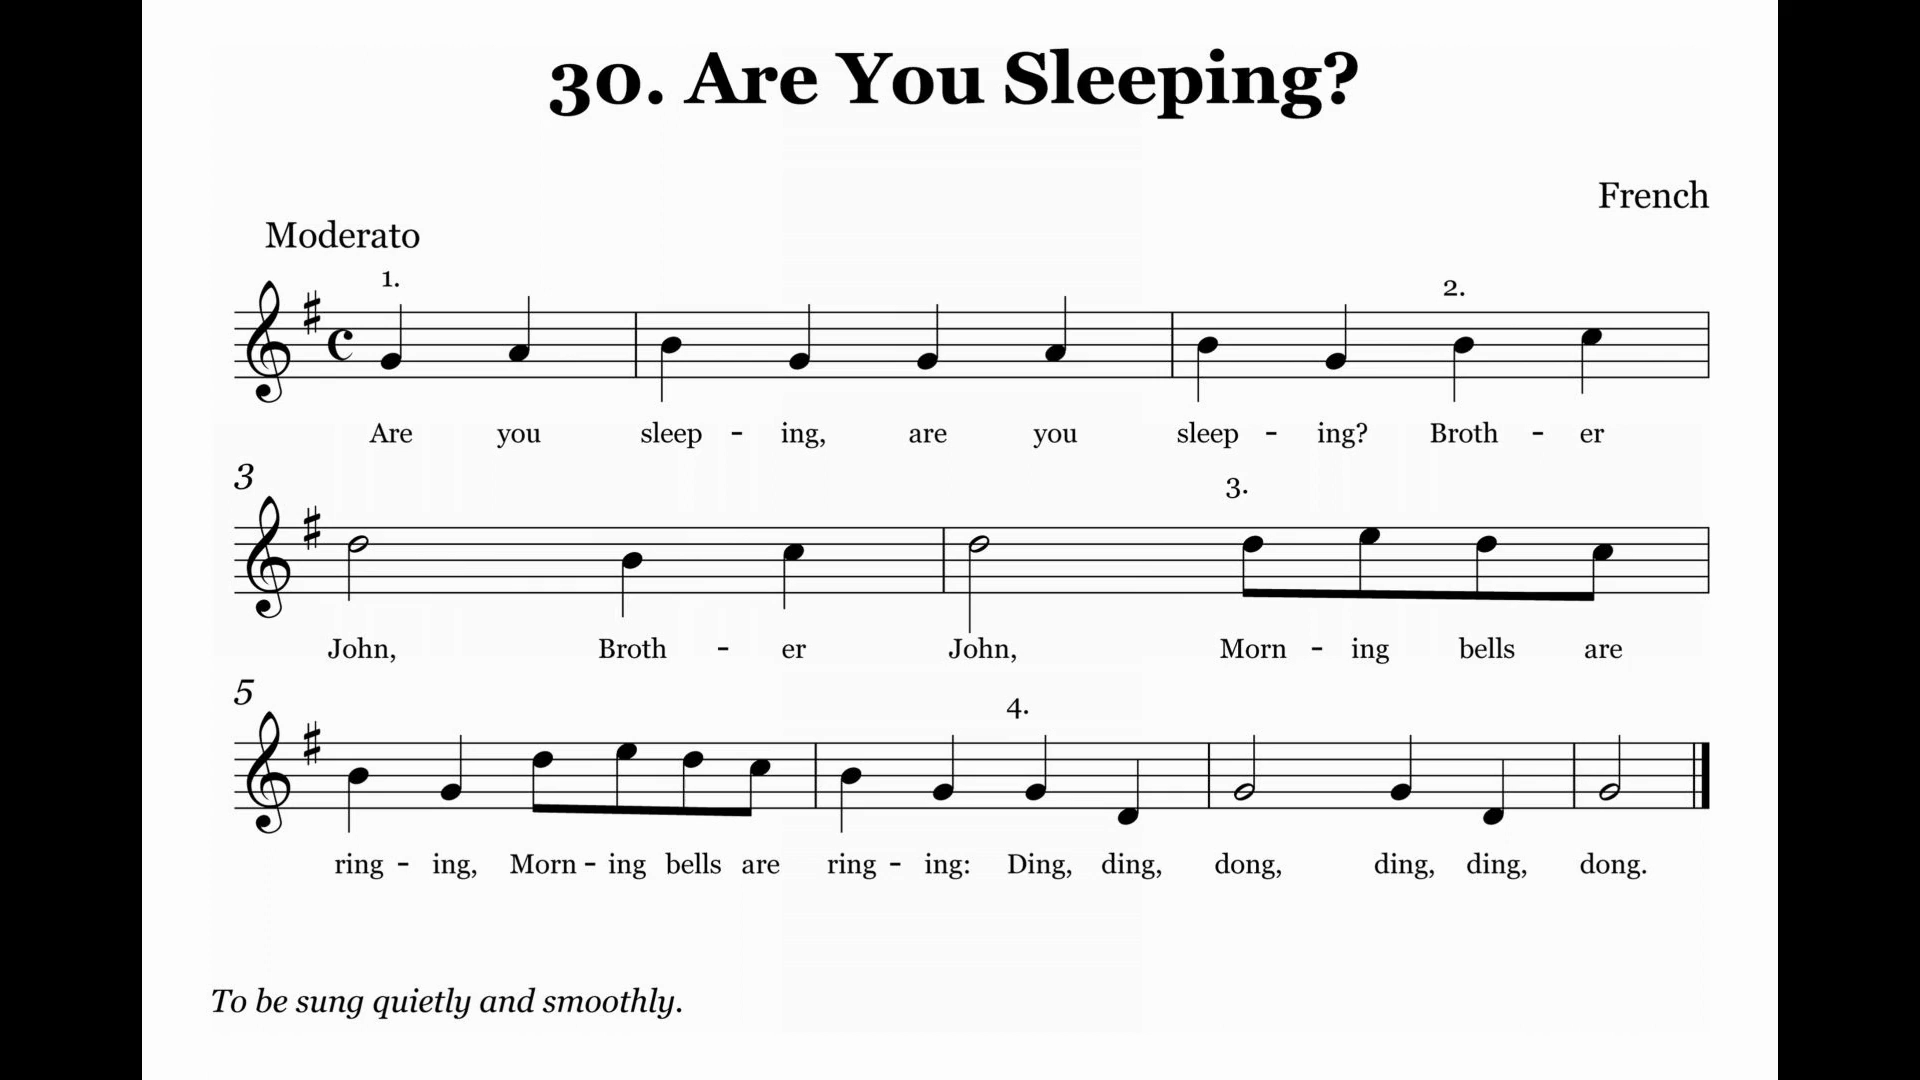 30. Are You Sleeping?
French
Moderato
1.
2.
Are you sleep - ing, are you sleep - ing? Broth - er
3
3.
John, Broth - er John, Morn - ing bells are
5
4.
ring - ing, Morn - ing bells are ring - ing: Ding, ding, dong, ding, ding, dong.
To be sung quietly and smoothly.